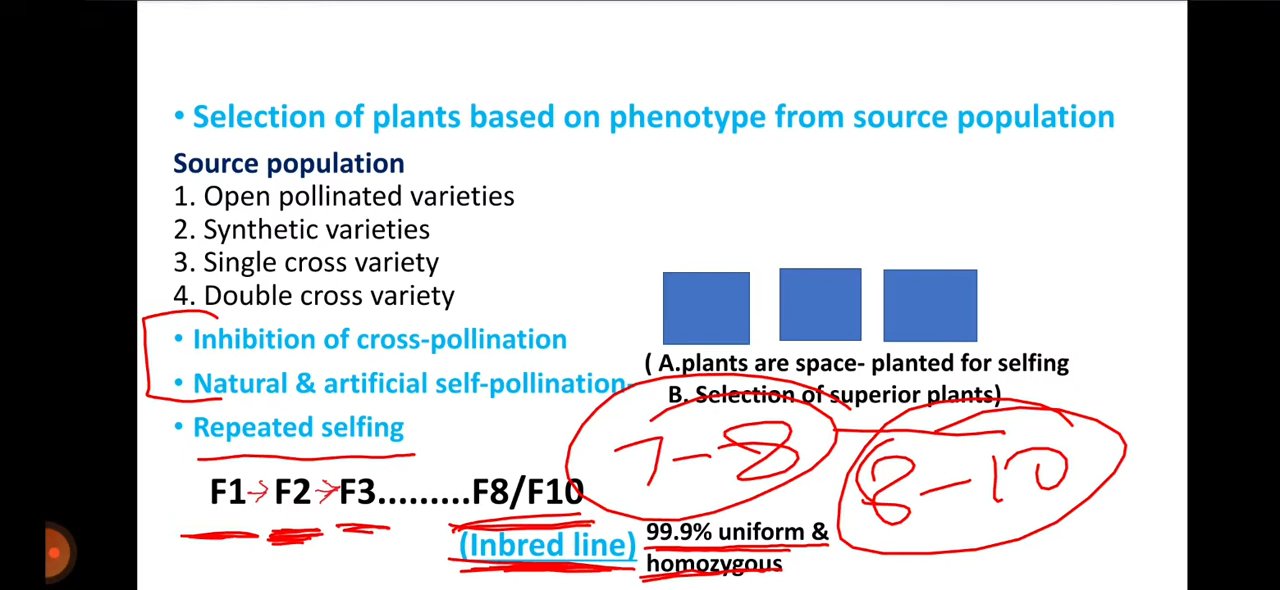 • Selection of plants based on phenotype from source population
Source population
1. Open pollinated varieties
2. Synthetic varieties
3. Single cross variety
4. Double cross variety
• Inhibition of cross-pollination
• Natural & artificial self-pollination-
( A.plants are space- planted for selfing
B. Selection of superior plants)
• Repeated selfing
7-8
8-10
F1→F2→F3.........F8/F10
(Inbred line)
99.9% uniform &
homozygous